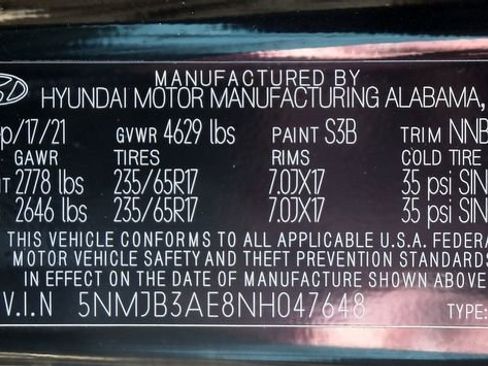 MANUFACTURED BY
HYUNDAI MOTOR MANUFACTURING ALABAMA,
p/17/21 GVWR 4629 lbs PAINT S3B TRIM NNB
GAWR TIRES RIMS COLD TIRE
NT 2778 lbs 235/65R17 7.0JX17 35 psi SIN
2646 lbs 235/65R17 7.0JX17 35 psi SIN
THIS VEHICLE CONFORMS TO ALL APPLICABLE U.S.A. FEDERA
MOTOR VEHICLE SAFETY AND THEFT PREVENTION STANDARDS
IN EFFECT ON THE DATE OF MANUFACTURE SHOWN ABOVE
V.I.N 5NMJB3AE8NH047648 TYPE: